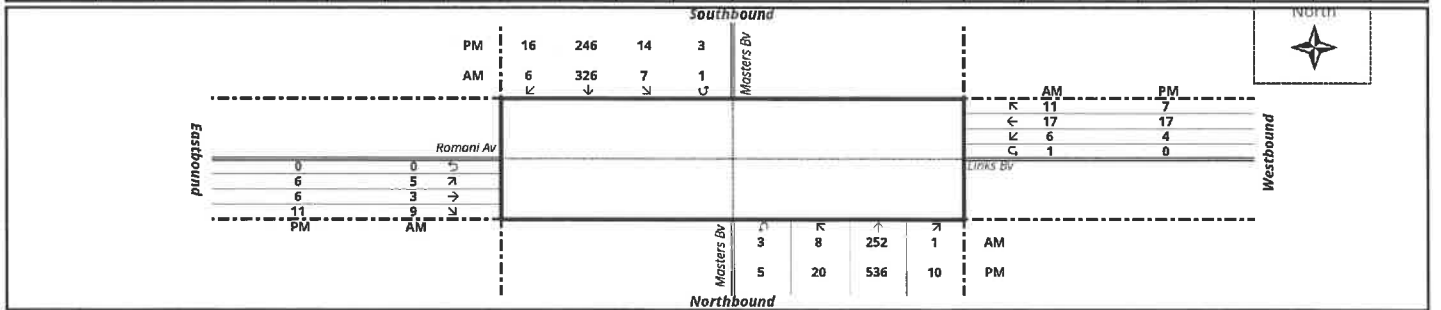 Southbound
North
PM 16 246 14 3
AM 6 326 7 1
↙ ↓ ↘ ↺
Masters Bv
AM PM
↖ 11 7
← 17 17
↙ 6 4
1 0
Links Bv
Westbound
Eastbound
Romani Av
0 0
6 5 ↗
6 3 →
11 9 ↘
PM AM
Masters Bv
↖ ↑ ↗
3 8 252 1 AM
5 20 536 10 PM
Northbound